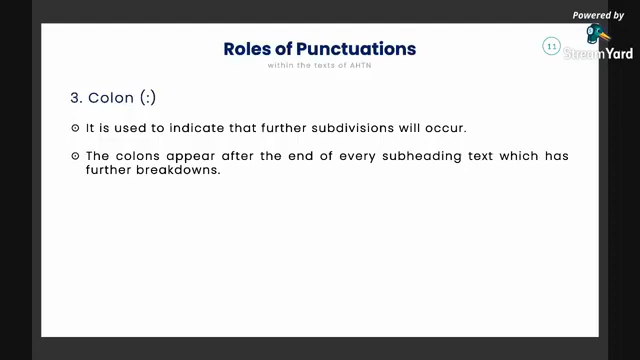 Powered by
StreamYard
Roles of Punctuations
11
within the texts of AHTN
3. Colon (:)
It is used to indicate that further subdivisions will occur.
The colons appear after the end of every subheading text which has
further breakdowns.